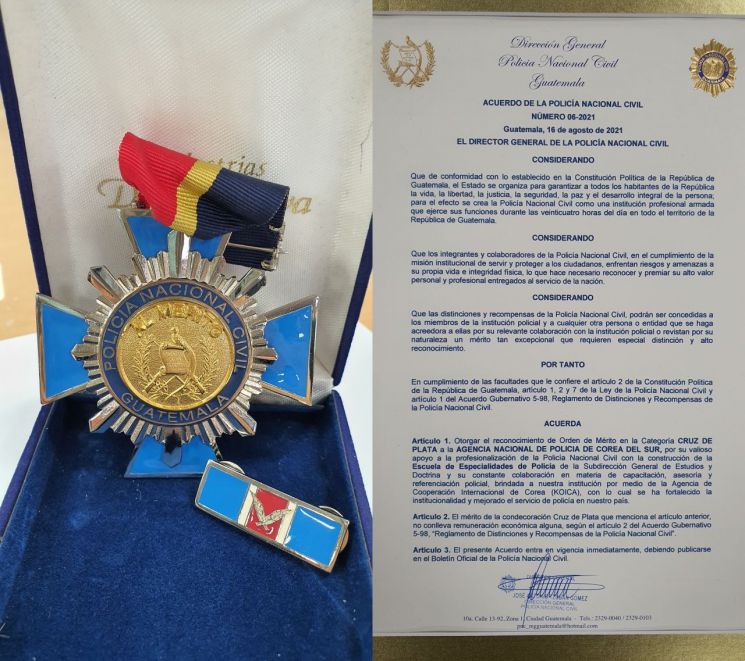 AL MERITO
POLICIA NACIONAL CIVIL
GUATEMALA
Dirección General
Policía Nacional Civil
Guatemala
ACUERDO DE LA POLICÍA NACIONAL CIVIL
NÚMERO 06-2021
Guatemala, 16 de agosto de 2021
EL DIRECTOR GENERAL DE LA POLICÍA NACIONAL CIVIL
CONSIDERANDO
Que de conformidad con lo establecido en la Constitución Política de la República de
Guatemala, el Estado se organiza para garantizar a todos los habitantes de la República
la vida, la libertad, la justicia, la seguridad, la paz y el desarrollo integral de la persona;
para el efecto se crea la Policía Nacional Civil como una institución profesional armada
que ejerce sus funciones durante las veinticuatro horas del día en todo el territorio de la
República de Guatemala.
CONSIDERANDO
Que los integrantes y colaboradores de la Policía Nacional Civil, en el cumplimiento de la
misión institucional de servir y proteger a los ciudadanos, enfrentan riesgos y amenazas a
su propia vida e integridad física, lo que hace necesario reconocer y premiar su alto valor
personal y profesional entregados al servicio de la nación.
CONSIDERANDO
Que las distinciones y recompensas de la Policía Nacional Civil, podrán ser concedidas a
los miembros de la institución policial y a cualquier otra persona o entidad que se haga
acreedora a ellas por su relevante colaboración con la institución policial o revistan por su
naturaleza un mérito tan excepcional que requieren especial distinción y alto
reconocimiento.
POR TANTO
En cumplimiento de las facultades que le confiere el artículo 2 de la Constitución Política
de la República de Guatemala, artículo 1, 2 y 7 de la Ley de la Policía Nacional Civil y
artículo 1 del Acuerdo Gubernativo 5-98, Reglamento de Distinciones y Recompensas de
la Policía Nacional Civil.
ACUERDA
Artículo 1. Otorgar el reconocimiento de Orden de Mérito en la Categoría CRUZ DE
PLATA a la AGENCIA NACIONAL DE POLICIA DE COREA DEL SUR, por su valioso
apoyo a la profesionalización de la Policía Nacional Civil con la construcción de la
Escuela de Especialidades de Policía de la Subdirección General de Estudios y
Doctrina y su constante colaboración en materia de capacitación, asesoría y
referenciación policial, brindada a nuestra institución por medio de la Agencia de
Cooperación Internacional de Corea (KOICA), con lo cual se ha fortalecido la
institucionalidad y mejorado el servicio de policía en nuestro país.
Artículo 2. El mérito de la condecoración Cruz de Plata que menciona el artículo anterior,
no conlleva remuneración económica alguna, según el artículo 2 del Acuerdo Gubernativo
5-98, "Reglamento de Distinciones y Recompensas de la Policía Nacional Civil".
Artículo 3. El presente Acuerdo entra en vigencia inmediatamente, debiendo publicarse
en el Boletín Oficial de la Policía Nacional Civil.
JOSE GOMEZ
DIRECCIÓN GENERAL
POLICÍA NACIONAL CIVIL
10a. Calle 13-92, Zona 1, Ciudad Guatemala - Tels.: 2329-0040 / 2329-0103
pnc_mgguatemala@hotmail.com